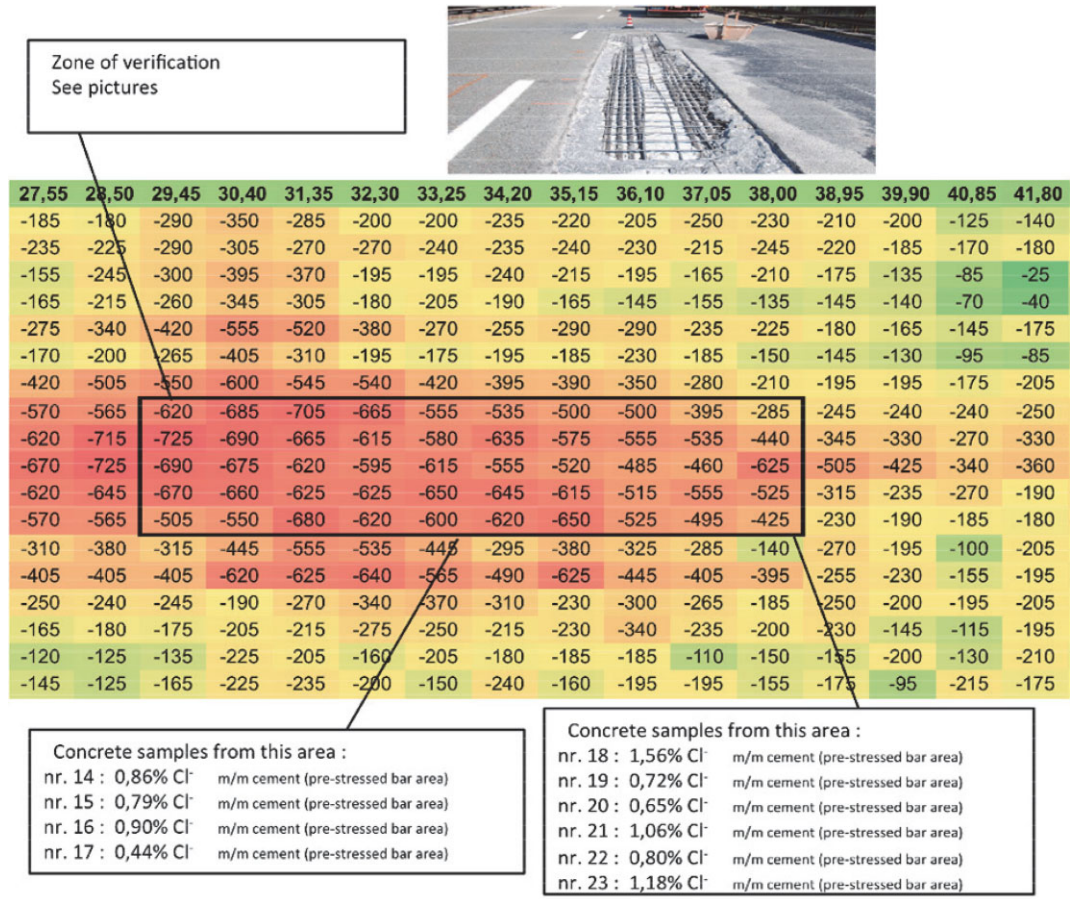 Zone of verification
See pictures
27,55 28,50 29,45 30,40 31,35 32,30 33,25 34,20 35,15 36,10 37,05 38,00 38,95 39,90 40,85 41,80
-185 -180 -290 -350 -285 -200 -200 -235 -220 -205 -250 -230 -210 -200 -125 -140
-235 -225 -290 -305 -270 -270 -240 -235 -240 -230 -215 -245 -220 -185 -170 -180
-155 -245 -300 -395 -370 -195 -195 -240 -215 -195 -165 -210 -175 -135 -85 -25
-165 -215 -260 -345 -305 -180 -205 -190 -165 -145 -155 -135 -145 -140 -70 -40
-275 -340 -420 -555 -520 -380 -270 -255 -290 -290 -235 -225 -180 -165 -145 -175
-170 -200 -265 -405 -310 -195 -175 -195 -185 -230 -185 -150 -145 -130 -95 -85
-420 -505 -550 -600 -545 -540 -420 -395 -390 -350 -280 -210 -195 -195 -175 -205
-570 -565 -620 -685 -705 -665 -555 -535 -500 -500 -395 -285 -245 -240 -240 -250
-620 -715 -725 -690 -665 -615 -580 -635 -575 -555 -535 -440 -345 -330 -270 -330
-670 -725 -690 -675 -620 -595 -615 -555 -520 -485 -460 -625 -505 -425 -340 -360
-620 -645 -670 -660 -625 -625 -650 -645 -615 -515 -555 -525 -315 -235 -270 -190
-570 -565 -505 -550 -680 -620 -600 -620 -650 -525 -495 -425 -230 -190 -185 -180
-310 -380 -315 -445 -555 -535 -445 -295 -380 -325 -285 -140 -270 -195 -100 -205
-405 -405 -405 -620 -625 -640 -565 -490 -625 -445 -405 -395 -255 -230 -155 -195
-250 -240 -245 -190 -270 -340 -370 -310 -230 -300 -265 -185 -250 -200 -195 -205
-165 -180 -175 -205 -215 -275 -250 -215 -230 -340 -235 -200 -230 -145 -115 -195
-120 -125 -135 -225 -205 -160 -205 -180 -185 -185 -110 -150 -155 -200 -130 -210
-145 -125 -165 -225 -235 -200 -150 -240 -160 -195 -195 -155 -175 -95 -215 -175
Concrete samples from this area :
nr. 14 : 0,86% Cl⁻ m/m cement (pre-stressed bar area)
nr. 15 : 0,79% Cl⁻ m/m cement (pre-stressed bar area)
nr. 16 : 0,90% Cl⁻ m/m cement (pre-stressed bar area)
nr. 17 : 0,44% Cl⁻ m/m cement (pre-stressed bar area)
Concrete samples from this area :
nr. 18 : 1,56% Cl⁻ m/m cement (pre-stressed bar area)
nr. 19 : 0,72% Cl⁻ m/m cement (pre-stressed bar area)
nr. 20 : 0,65% Cl⁻ m/m cement (pre-stressed bar area)
nr. 21 : 1,06% Cl⁻ m/m cement (pre-stressed bar area)
nr. 22 : 0,80% Cl⁻ m/m cement (pre-stressed bar area)
nr. 23 : 1,18% Cl⁻ m/m cement (pre-stressed bar area)